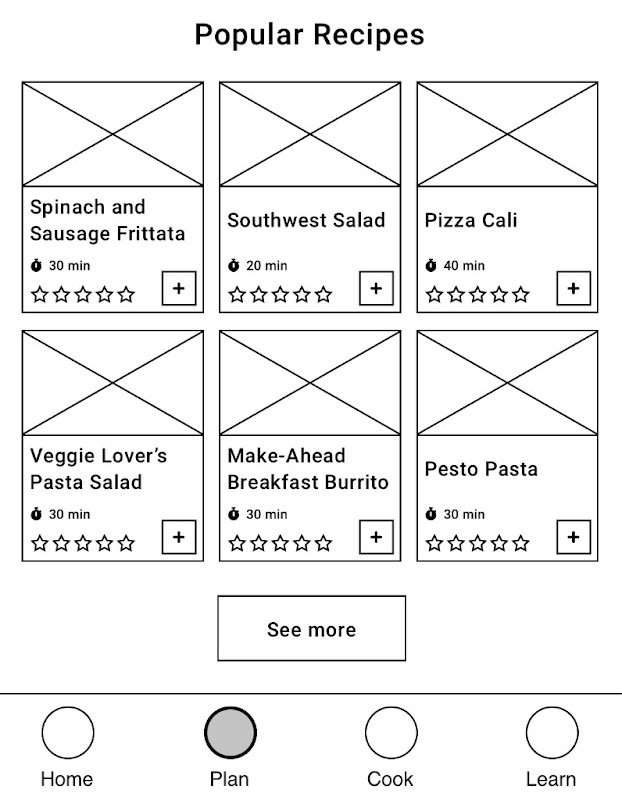 Popular Recipes
Spinach and
Sausage Frittata
30 min
+
Southwest Salad
20 min
+
Pizza Cali
40 min
+
Veggie Lover’s
Pasta Salad
30 min
+
Make-Ahead
Breakfast Burrito
30 min
+
Pesto Pasta
30 min
+
See more
Home
Plan
Cook
Learn